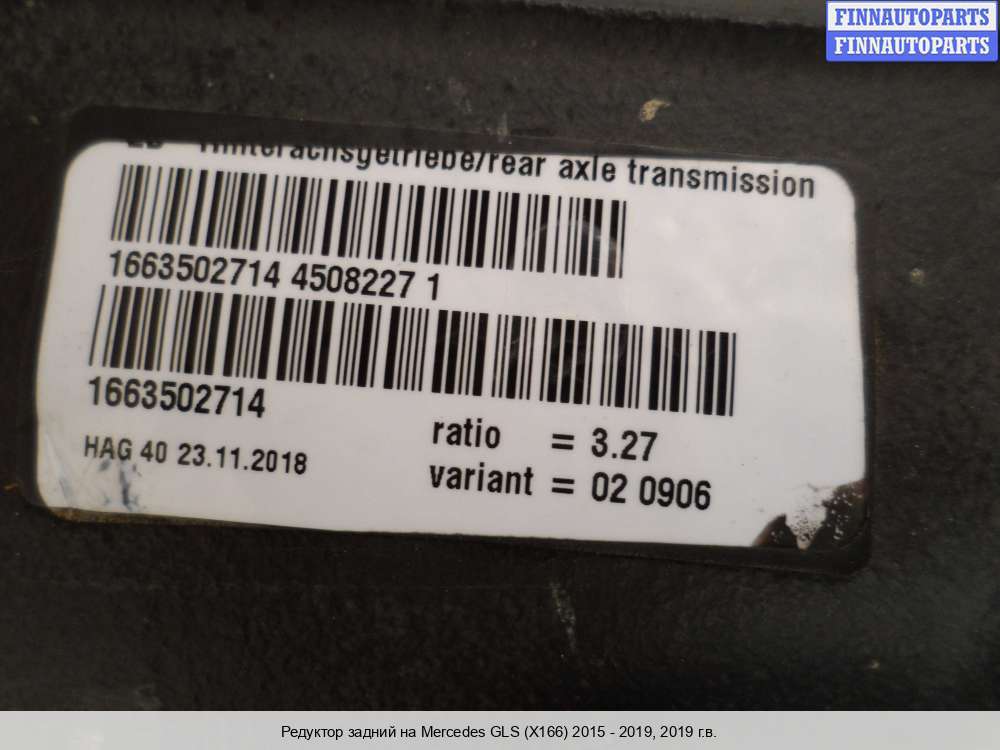 FINNAUTOPARTS
FINNAUTOPARTS
Hinterachsgetriebe/rear axle transmission
1663502714 4508227 1
1663502714
ratio = 3.27
HAG 40 23.11.2018
variant = 02 0906
Редуктор задний на Mercedes GLS (X166) 2015 - 2019, 2019 г.в.